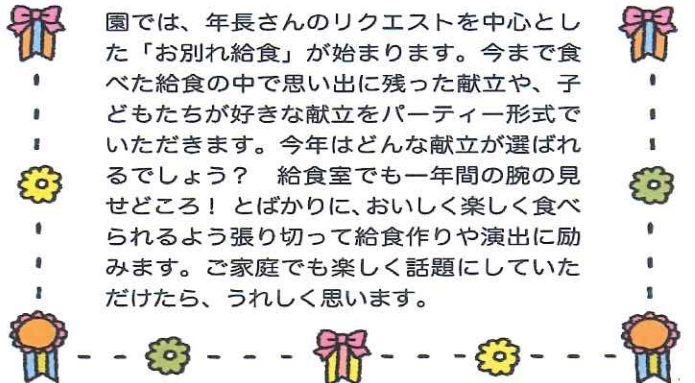 園では、年長さんのリクエストを中心とし
た「お別れ給食」が始まります。今まで食
べた給食の中で思い出に残った献立や、子
どもたちが好きな献立をパーティー形式で
いただきます。今年はどんな献立が選ばれ
るでしょう？　給食室でも一年間の腕の見
せどころ！とばかりに、おいしく楽しく食べ
られるよう張り切って給食作りや演出に励
みます。ご家庭でも楽しく話題にしていた
だけたら、うれしく思います。